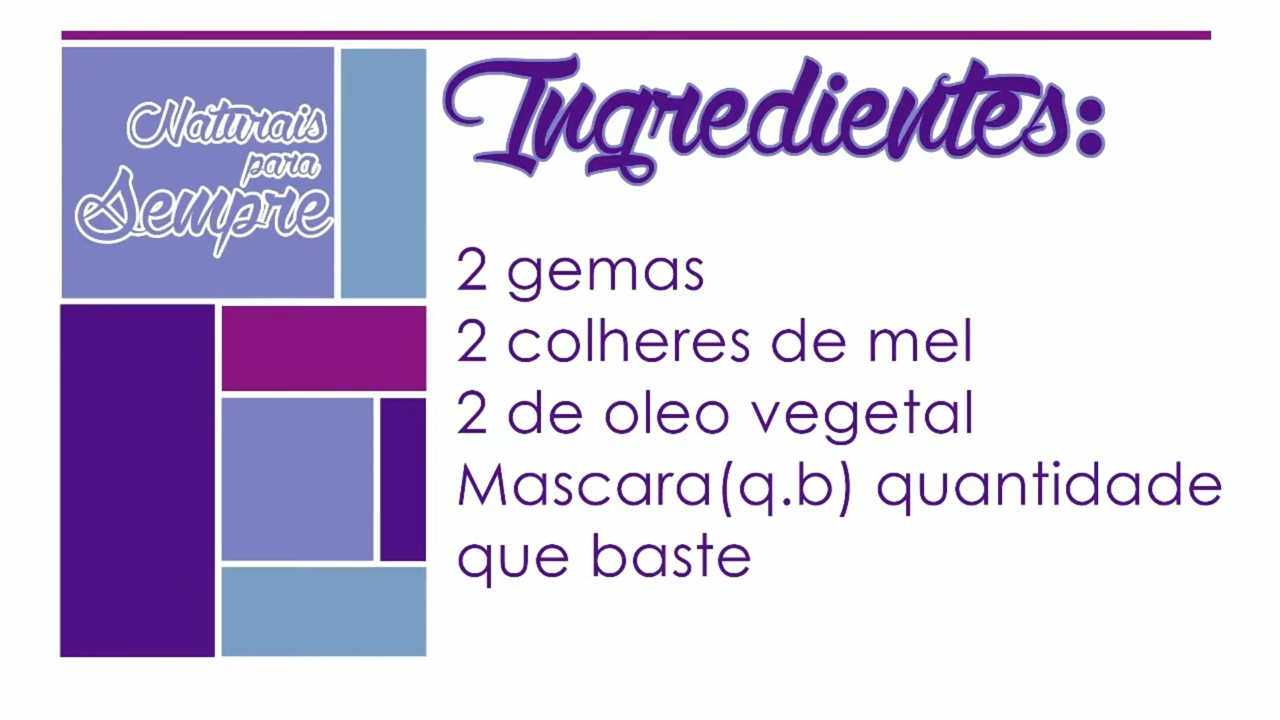 Naturais
para
Sempre
Ingredientes:
2 gemas
2 colheres de mel
2 de oleo vegetal
Mascara(q.b) quantidade
que baste